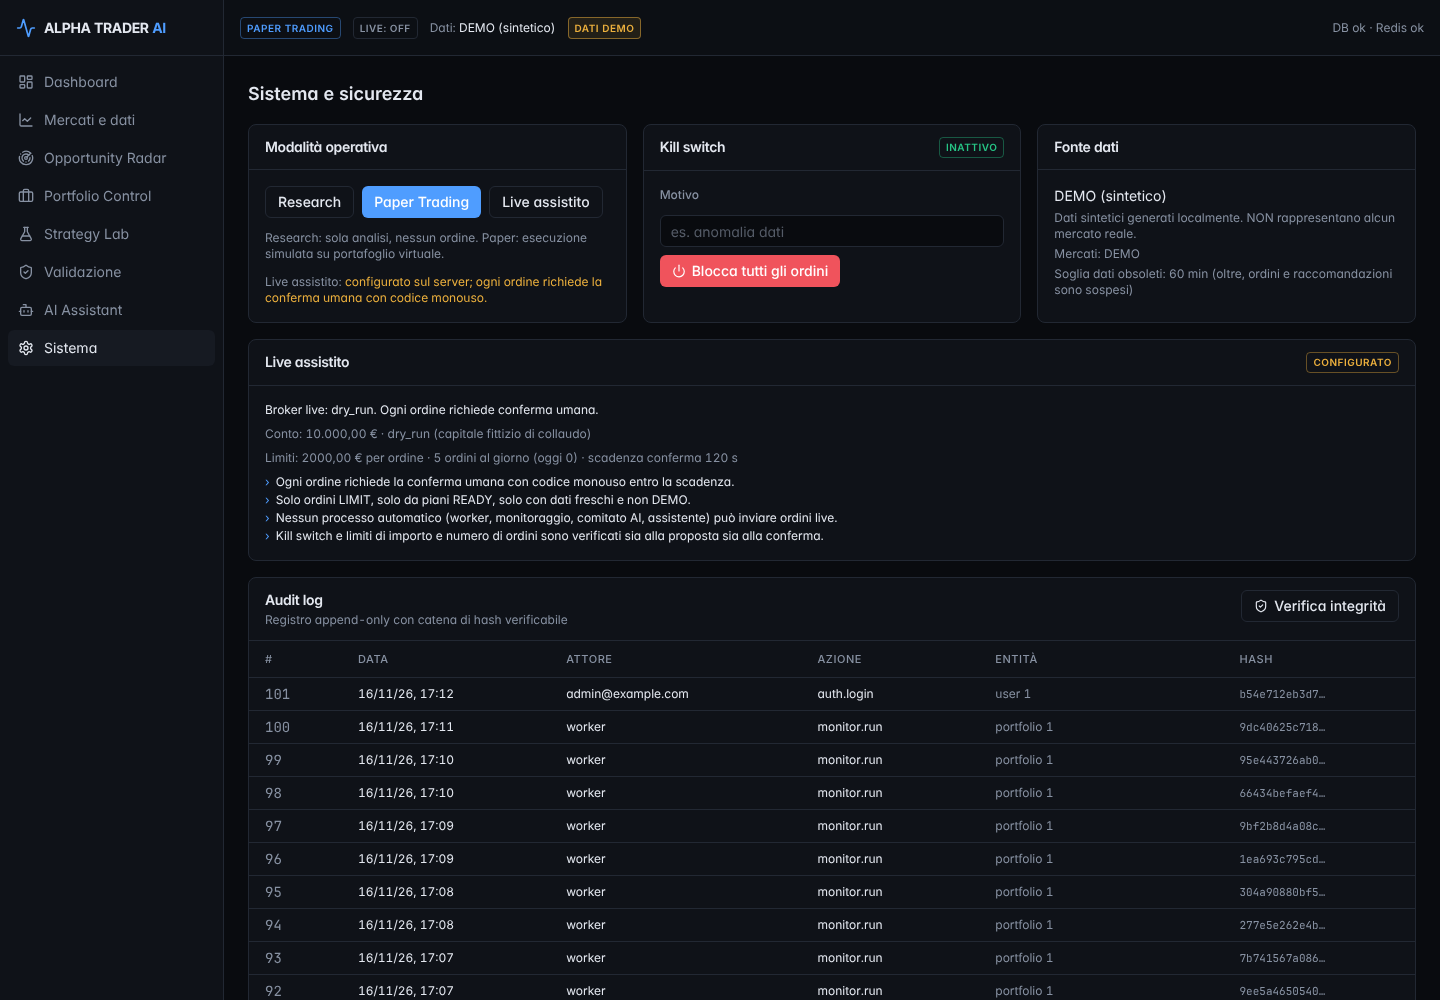 ALPHA TRADER AI
PAPER TRADING
LIVE: OFF
Dati: DEMO (sintetico)
DATI DEMO
DB ok · Redis ok
Dashboard
Mercati e dati
Opportunity Radar
Portfolio Control
Strategy Lab
Validazione
AI Assistant
Sistema
Sistema e sicurezza
Modalità operativa
Research
Paper Trading
Live assistito
Research: sola analisi, nessun ordine. Paper: esecuzione
simulata su portafoglio virtuale.
Live assistito: configurato sul server; ogni ordine richiede la
conferma umana con codice monouso.
Kill switch
INATTIVO
Motivo
es. anomalia dati
Blocca tutti gli ordini
Fonte dati
DEMO (sintetico)
Dati sintetici generati localmente. NON rappresentano alcun
mercato reale.
Mercati: DEMO
Soglia dati obsoleti: 60 min (oltre, ordini e raccomandazioni
sono sospesi)
Live assistito
CONFIGURATO
Broker live: dry_run. Ogni ordine richiede conferma umana.
Conto: 10.000,00 € · dry_run (capitale fittizio di collaudo)
Limiti: 2000,00 € per ordine · 5 ordini al giorno (oggi 0) · scadenza conferma 120 s
› Ogni ordine richiede la conferma umana con codice monouso entro la scadenza.
› Solo ordini LIMIT, solo da piani READY, solo con dati freschi e non DEMO.
› Nessun processo automatico (worker, monitoraggio, comitato AI, assistente) può inviare ordini live.
› Kill switch e limiti di importo e numero di ordini sono verificati sia alla proposta sia alla conferma.
Audit log
Registro append-only con catena di hash verificabile
Verifica integrità
# DATA ATTORE AZIONE ENTITÀ HASH
101 16/11/26, 17:12 admin@example.com auth.login user 1 b54e712eb3d7…
100 16/11/26, 17:11 worker monitor.run portfolio 1 9dc40625c718…
99 16/11/26, 17:10 worker monitor.run portfolio 1 95e443726ab0…
98 16/11/26, 17:10 worker monitor.run portfolio 1 66434befaef4…
97 16/11/26, 17:09 worker monitor.run portfolio 1 9bf2b8d4a08c…
96 16/11/26, 17:09 worker monitor.run portfolio 1 1ea693c795cd…
95 16/11/26, 17:08 worker monitor.run portfolio 1 304a90880bf5…
94 16/11/26, 17:08 worker monitor.run portfolio 1 277e5e262e4b…
93 16/11/26, 17:07 worker monitor.run portfolio 1 7b741567a086…
92 16/11/26, 17:07 worker monitor.run portfolio 1 9ee5a4650540…